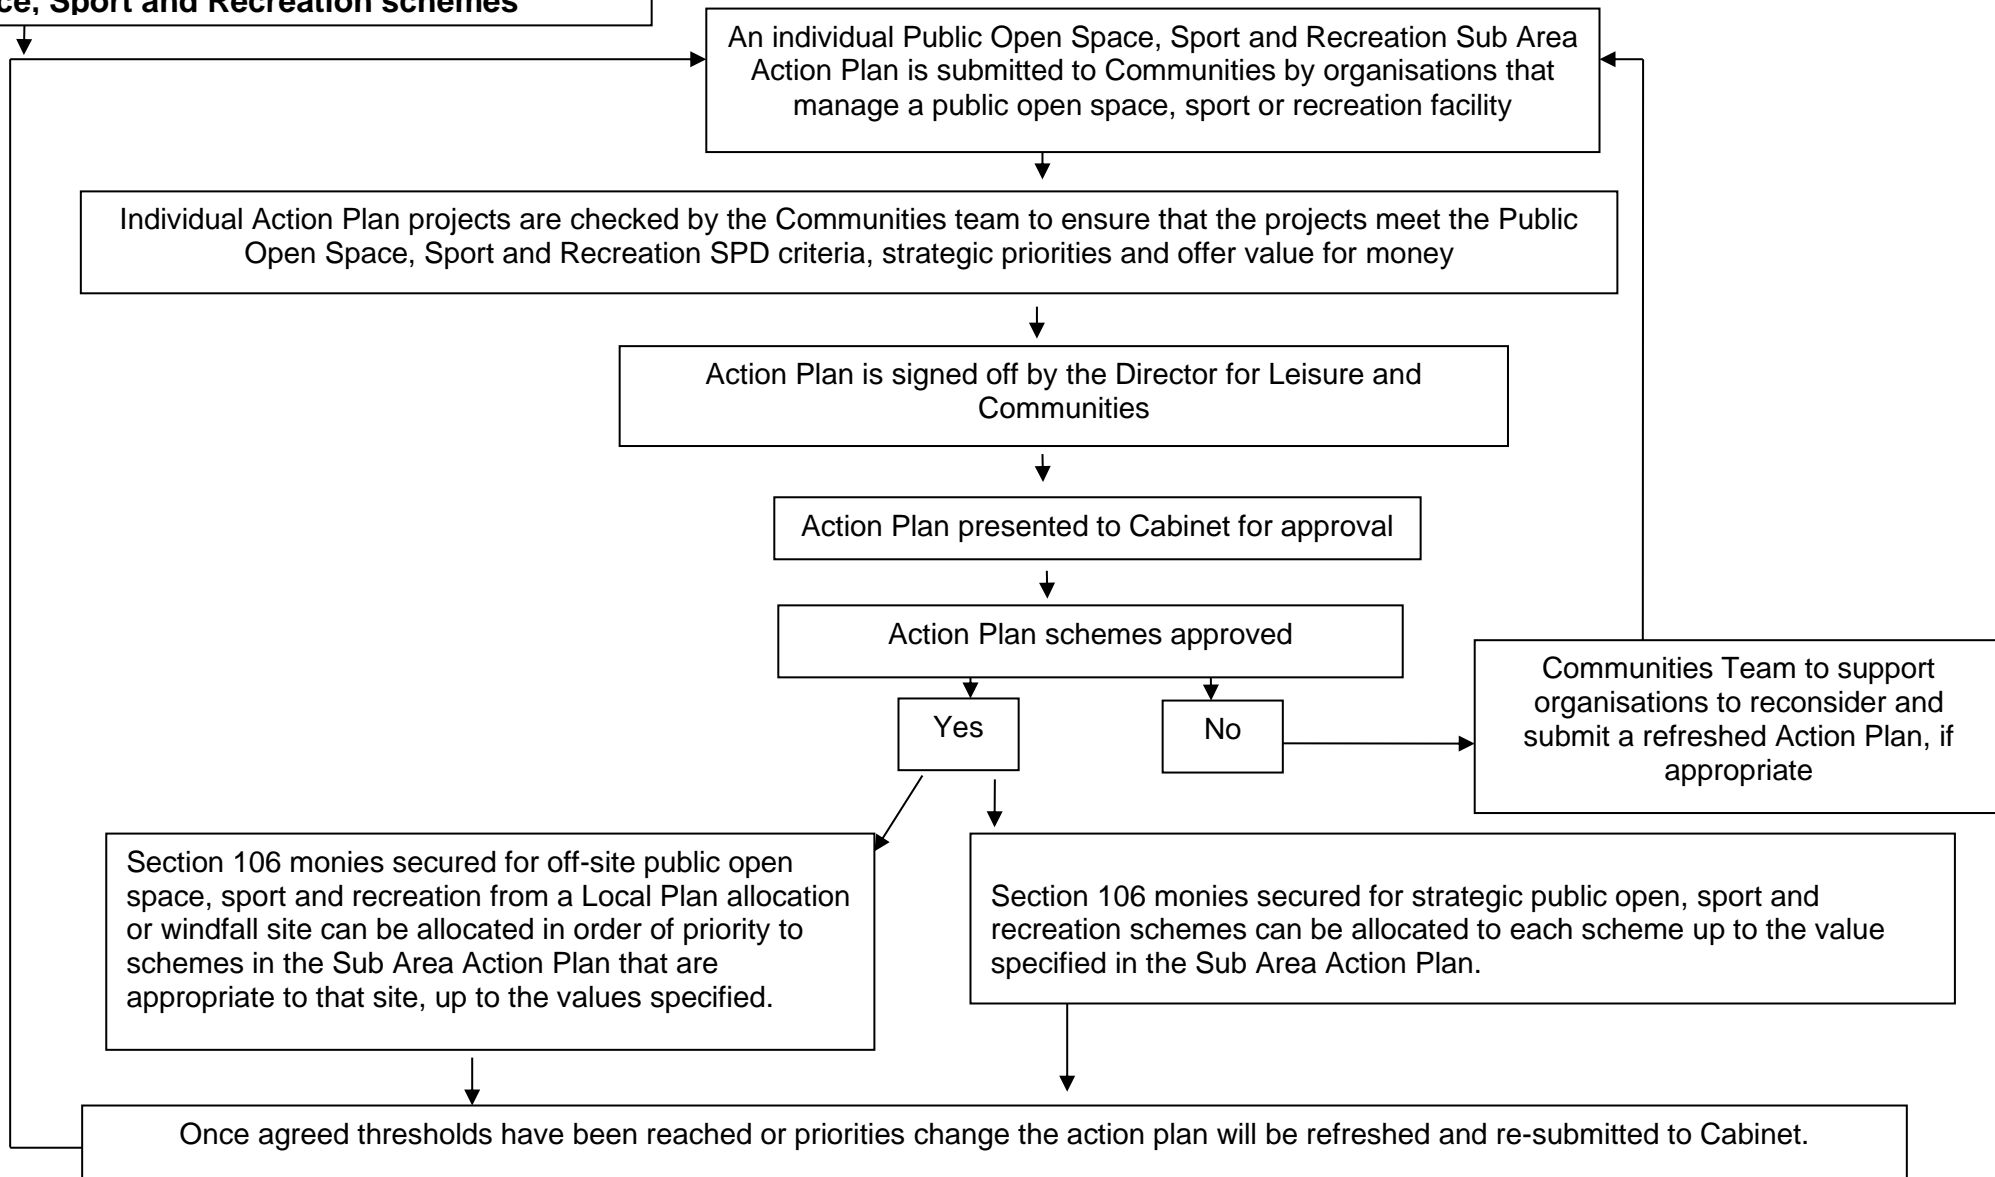 ce, Sport and Recreation schemes
An individual Public Open Space, Sport and Recreation Sub Area
Action Plan is submitted to Communities by organisations that
manage a public open space, sport or recreation facility
Individual Action Plan projects are checked by the Communities team to ensure that the projects meet the Public
Open Space, Sport and Recreation SPD criteria, strategic priorities and offer value for money
Action Plan is signed off by the Director for Leisure and
Communities
Action Plan presented to Cabinet for approval
Action Plan schemes approved
Yes
No
Communities Team to support
organisations to reconsider and
submit a refreshed Action Plan, if
appropriate
Section 106 monies secured for off-site public open
space, sport and recreation from a Local Plan allocation
or windfall site can be allocated in order of priority to
schemes in the Sub Area Action Plan that are
appropriate to that site, up to the values specified.
Section 106 monies secured for strategic public open, sport and
recreation schemes can be allocated to each scheme up to the value
specified in the Sub Area Action Plan.
Once agreed thresholds have been reached or priorities change the action plan will be refreshed and re-submitted to Cabinet.